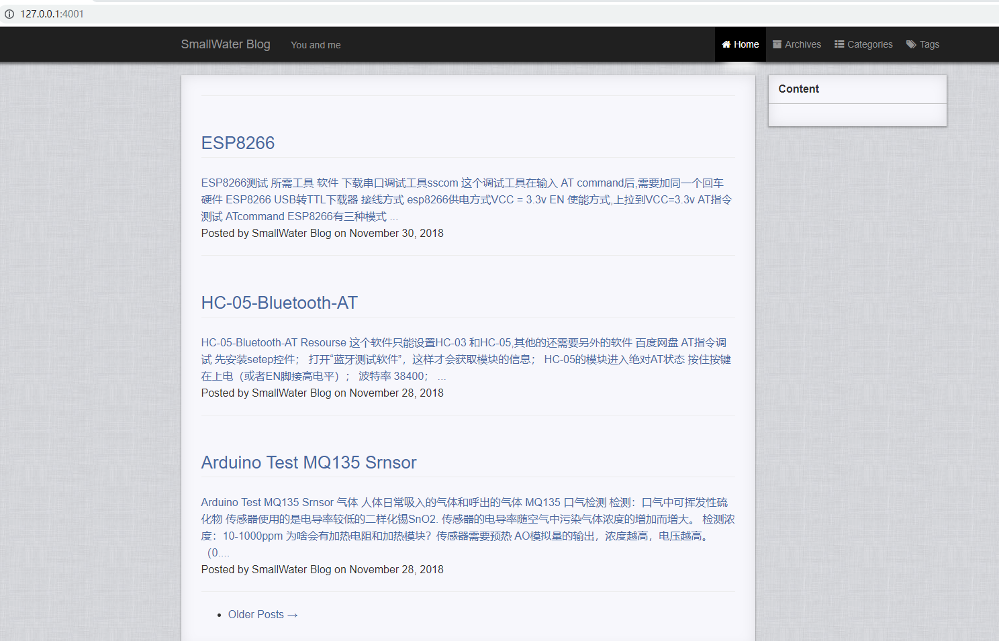 127.0.0.1:4001
SmallWater Blog You and me Home Archives Categories Tags
Content
ESP8266
ESP8266测试 所需工具 软件 下载串口调试工具sscom 这个调试工具在输入 AT command后,需要加同一个回车
硬件 ESP8266 USB转TTL下载器 接线方式 esp8266供电方式VCC = 3.3v EN 使能方式,上拉到VCC=3.3v AT指令
测试 ATcommand ESP8266有三种模式 ...
Posted by SmallWater Blog on November 30, 2018
HC-05-Bluetooth-AT
HC-05-Bluetooth-AT Resourse 这个软件只能设置HC-03 和HC-05,其他的还需要另外的软件 百度网盘 AT指令调
试 先安装setep控件； 打开“蓝牙测试软件”，这样才会获取模块的信息； HC-05的模块进入绝对AT状态 按住按键
在上电（或者EN脚接高电平）； 波特率 38400； ...
Posted by SmallWater Blog on November 28, 2018
Arduino Test MQ135 Srnsor
Arduino Test MQ135 Srnsor 气体 人体日常吸入的气体和呼出的气体 MQ135 口气检测 检测：口气中可挥发性硫
化物 传感器使用的是电导率较低的二样化锡SnO2. 传感器的电导率随空气中污染气体浓度的增加而增大。 检测浓
度：10-1000ppm 为啥会有加热电阻和加热模块？传感器需要预热 AO模拟量的输出，浓度越高，电压越高。
（0....
Posted by SmallWater Blog on November 28, 2018
Older Posts →